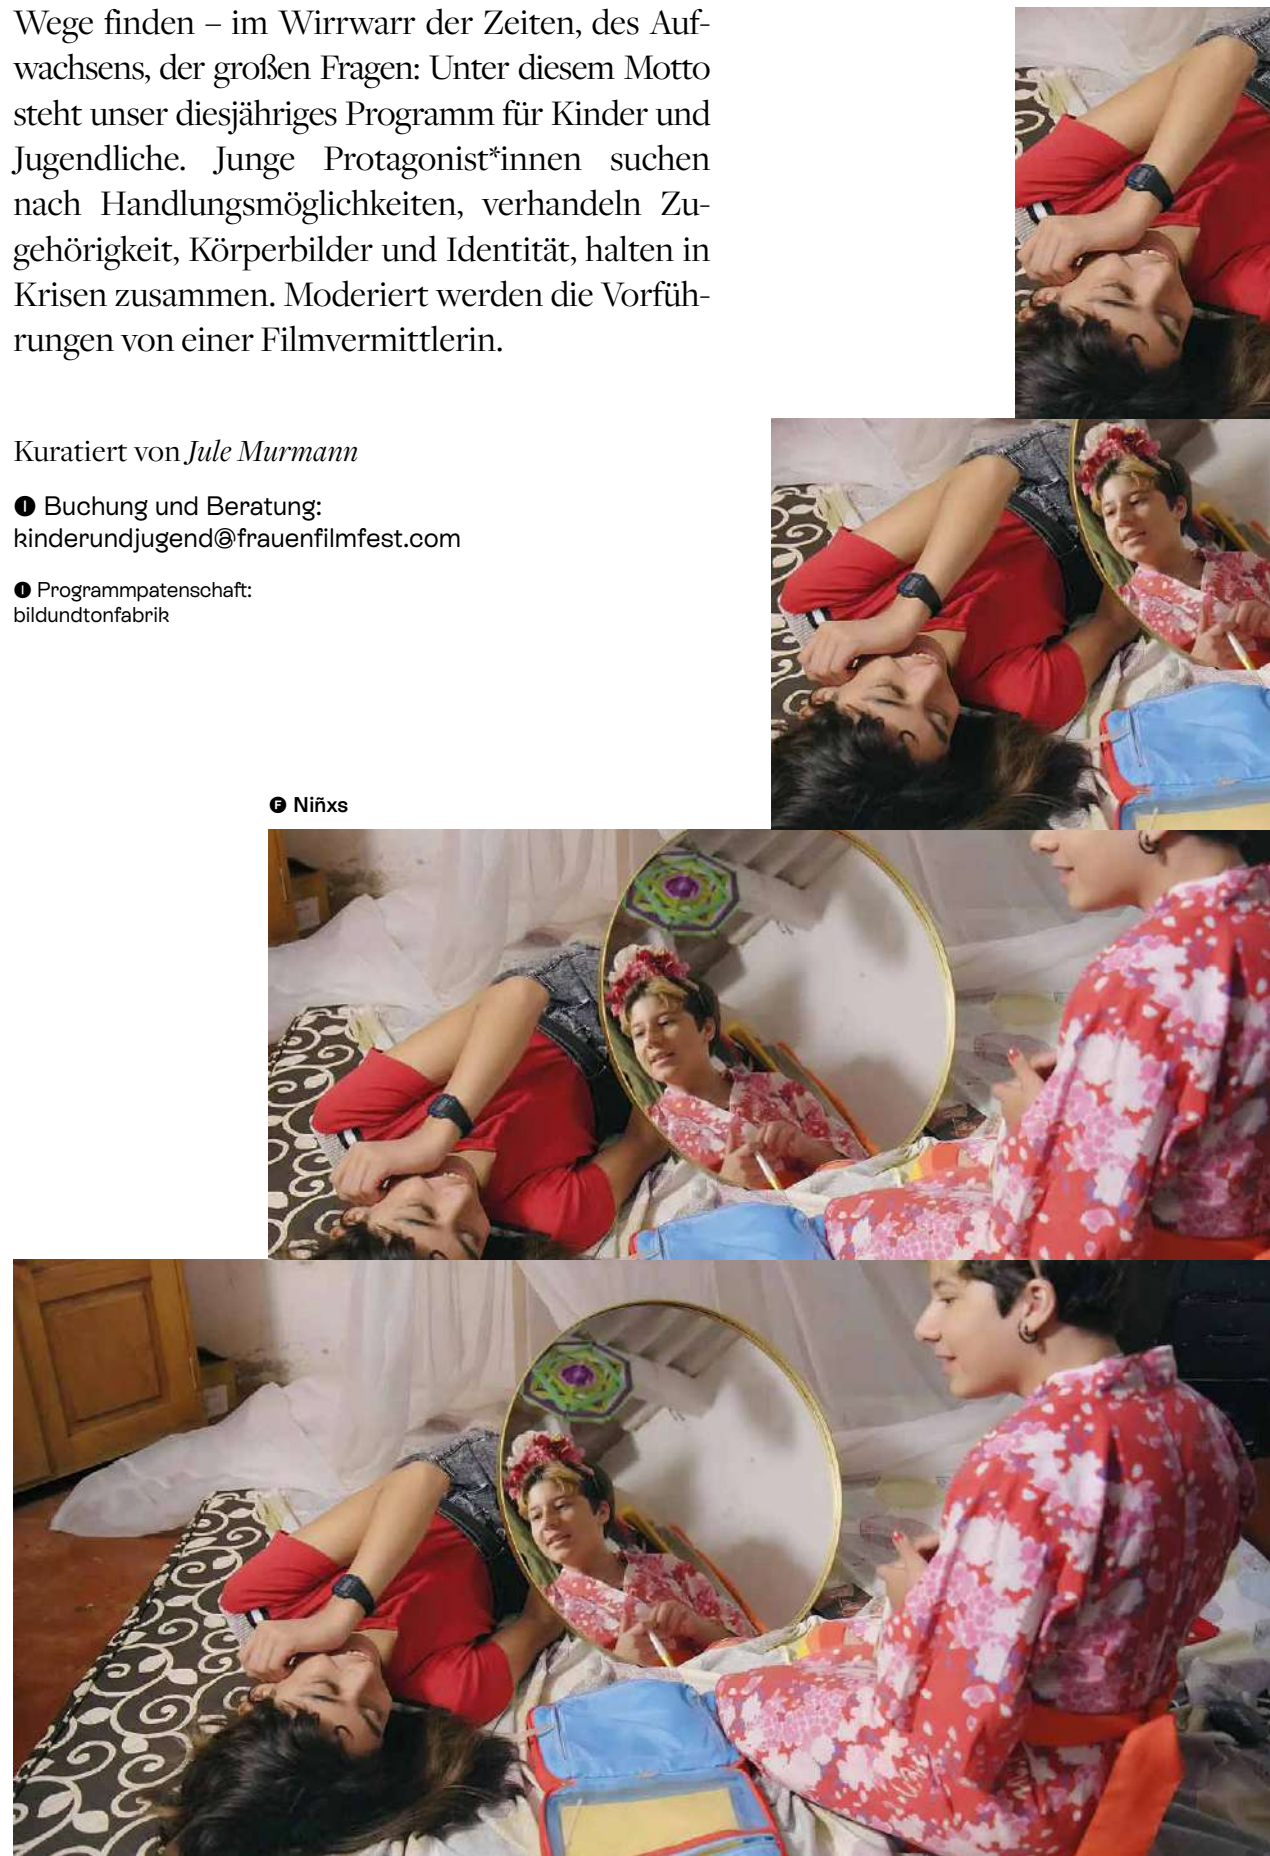 Wege finden – im Wirrwarr der Zeiten, des Auf-
wachsens, der großen Fragen: Unter diesem Motto
steht unser diesjähriges Programm für Kinder und
Jugendliche. Junge Protagonist*innen suchen
nach Handlungsmöglichkeiten, verhandeln Zu-
gehörigkeit, Körperbilder und Identität, halten in
Krisen zusammen. Moderiert werden die Vorfüh-
rungen von einer Filmvermittlerin.
Kuratiert von Jule Murmann
I Buchung und Beratung:
kinderundjugend@frauenfilmfest.com
I Programmpatenschaft:
bildundtonfabrik
F Niñxs